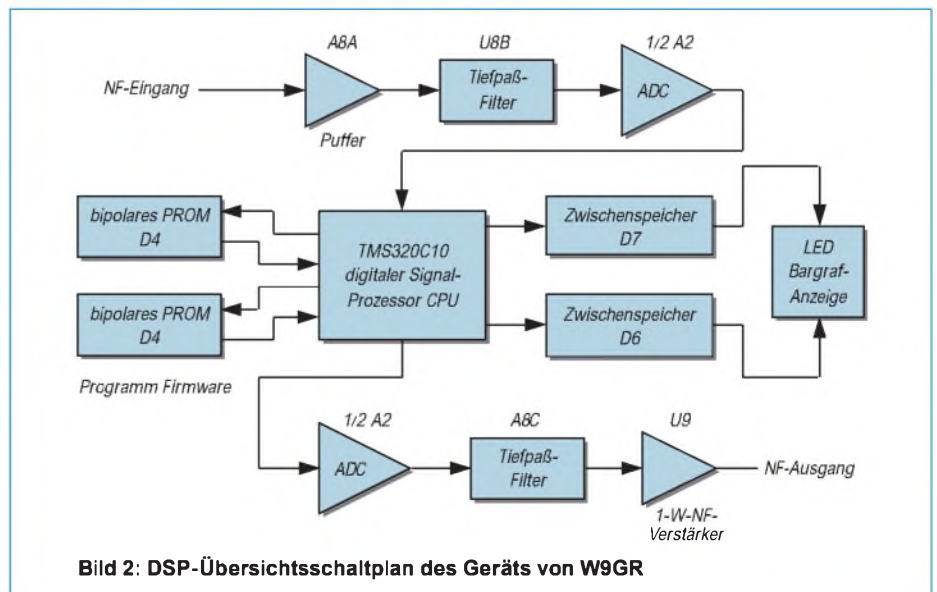 A8A
U8B
1/2 A2
NF-Eingang
Tiefpaß-
Filter
ADC
Puffer
bipolares PROM
D4
TMS320C10
digitaler Signal-
Prozessor CPU
Zwischenspeicher
D7
LED
Bargraf-
Anzeige
bipolares PROM
D4
Zwischenspeicher
D6
Programm Firmware
1/2 A2
A8C
U9
ADC
Tiefpaß-
Filter
NF-Ausgang
1-W-NF-
Verstärker
Bild 2: DSP-Übersichtsschaltplan des Geräts von W9GR